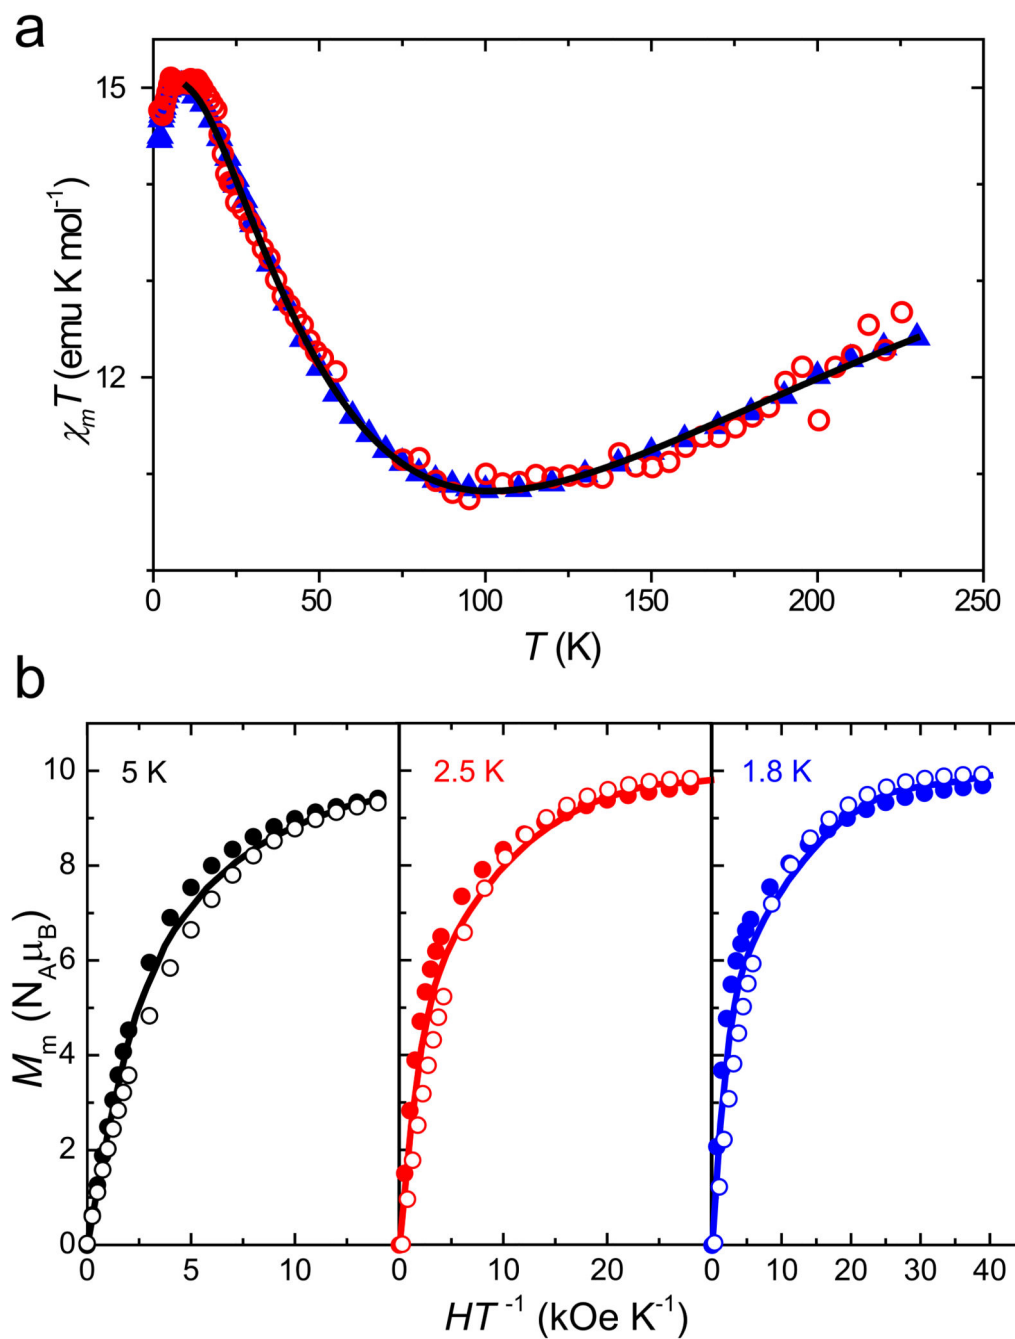 a
15
12
χₘT (emu K mol⁻¹)
0 50 100 150 200 250
T (K)
b
5 K 2.5 K 1.8 K
10
8
6
4
2
0
Mₘ (N_Aμ_B)
0 5 10 0 10 20 0 10 20 30 40
HT ⁻¹ (kOe K⁻¹)